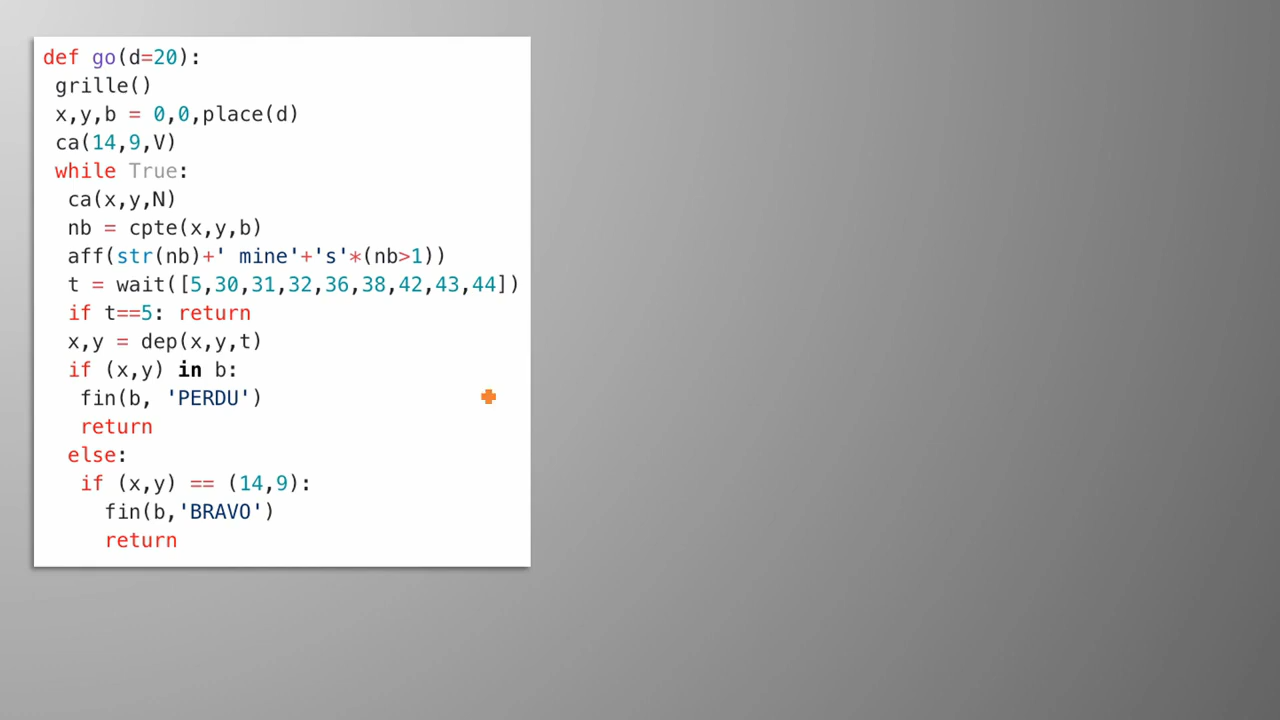 def go(d=20):
 grille()
 x,y,b = 0,0,place(d)
 ca(14,9,V)
 while True:
  ca(x,y,N)
  nb = cpte(x,y,b)
  aff(str(nb)+' mine'+'s'*(nb>1))
  t = wait([5,30,31,32,36,38,42,43,44])
  if t==5: return
  x,y = dep(x,y,t)
  if (x,y) in b:
   fin(b, 'PERDU')
   return
  else:
   if (x,y) == (14,9):
     fin(b,'BRAVO')
     return